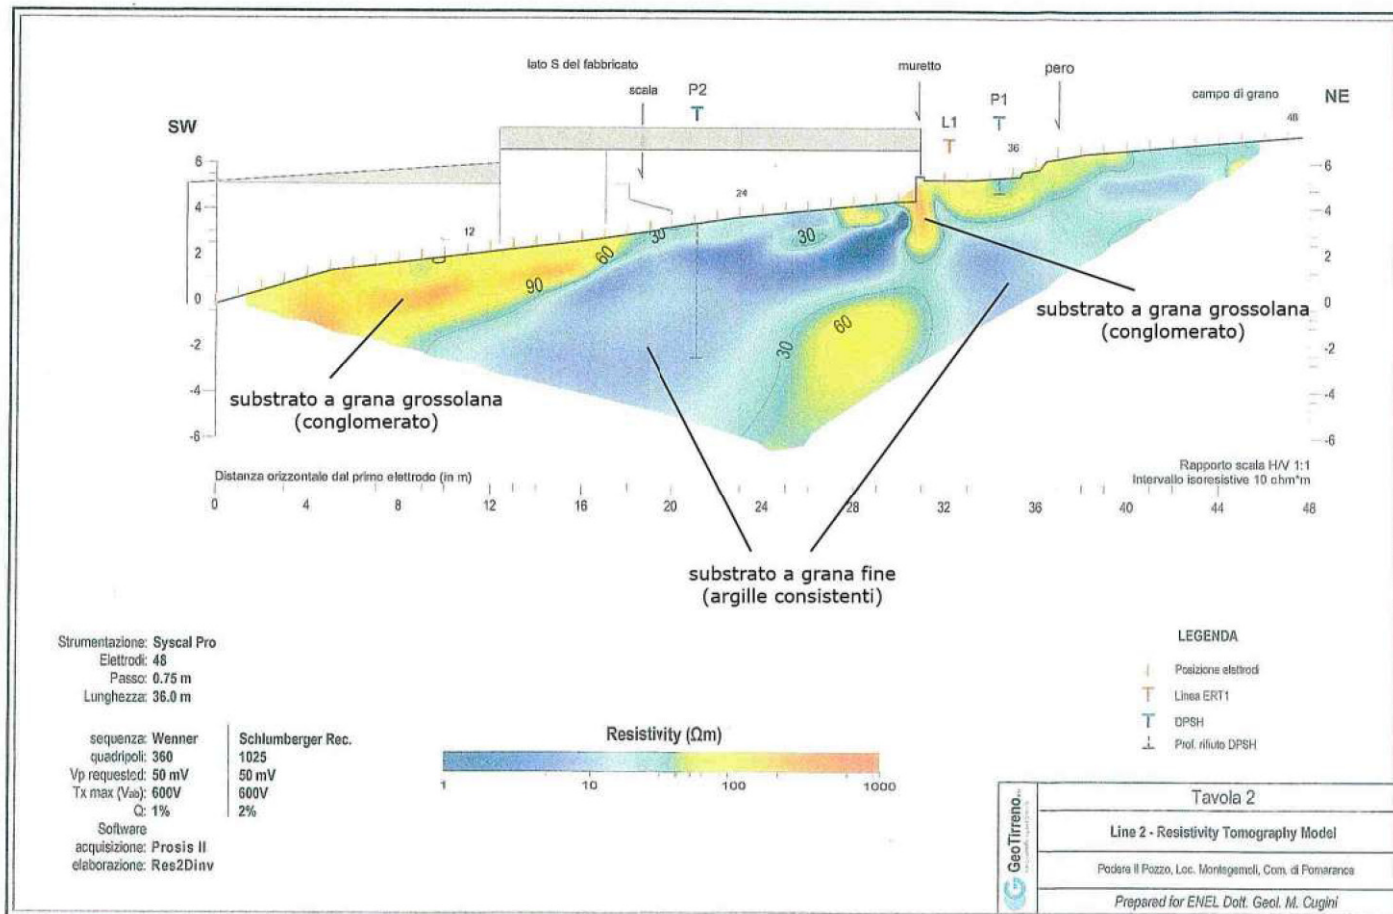 lato S del fabbricato
muretto
pero
scala
P2
P1
L1
campo di grano
NE
SW
48
36
24
12
6
4
2
0
-2
-4
-6
6
4
2
0
-2
-4
-6
30
60
90
30
60
30
substrato a grana grossolana
(conglomerato)
substrato a grana grossolana
(conglomerato)
Distanza orizzontale dal primo elettrodo (in m)
Rapporto scala H/V 1:1
Intervallo isoresistive 10 ohm*m
0 4 8 12 16 20 24 28 32 36 40 44 48
substrato a grana fine
(argille consistenti)
Strumentazione: Syscal Pro
Elettrodi: 48
Passo: 0.75 m
Lunghezza: 36.0 m
sequenza: Wenner Schlumberger Rec.
quadripoli: 360 1025
Vp requested: 50 mV 50 mV
Tx max (Vab): 600V 600V
Q: 1% 2%
Software
acquisizione: Prosis II
elaborazione: Res2Dinv
Resistivity (Ωm)
1 10 100 1000
LEGENDA
Posizione elettrodi
Linea ERT1
DPSH
Prof. rifiuto DPSH
GeoTirreno
Tavola 2
Line 2 - Resistivity Tomography Model
Podere Il Pozzo, Loc. Montegemoli, Com. di Pomarance
Prepared for ENEL Dott. Geol. M. Cugini